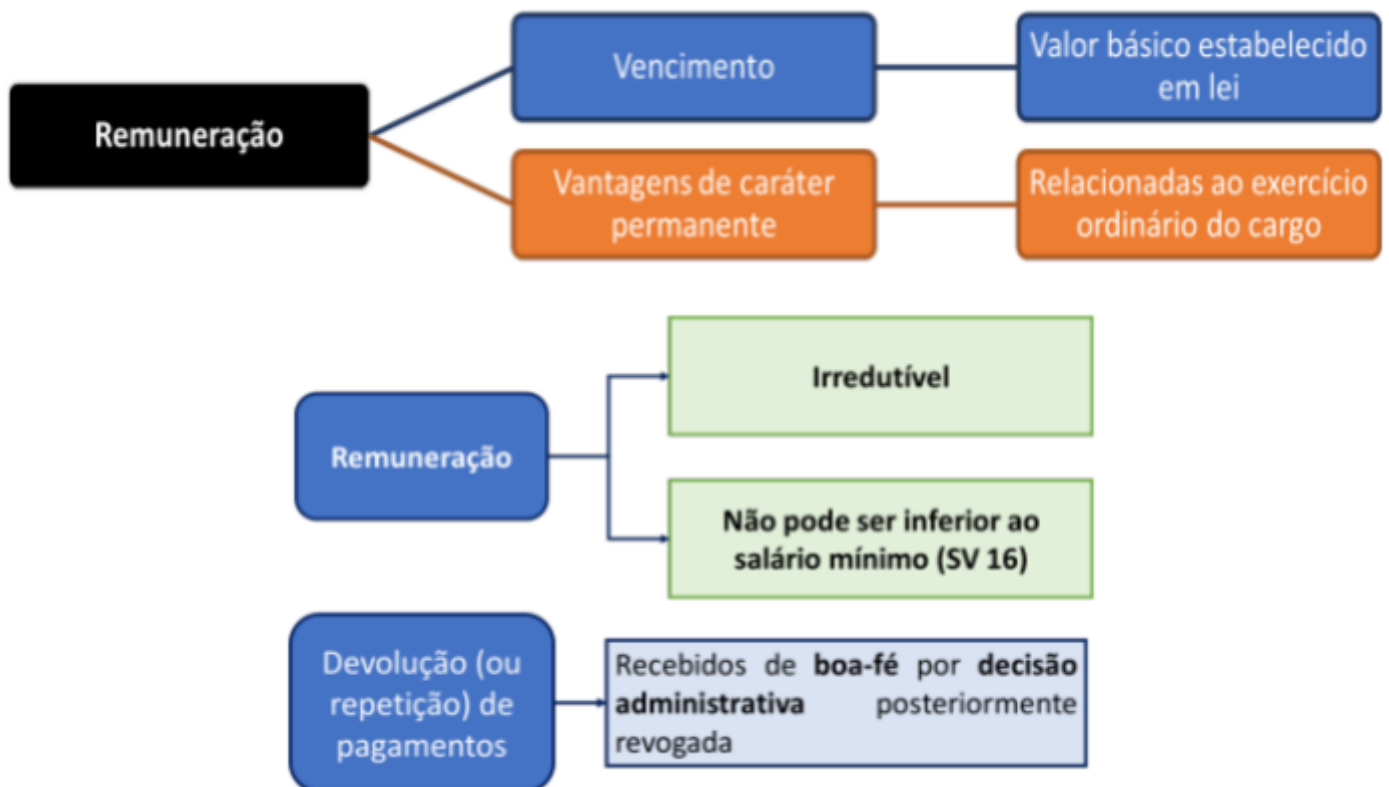 Remuneração
Vencimento
Valor básico estabelecido
em lei
Vantagens de caráter
permanente
Relacionadas ao exercício
ordinário do cargo
Remuneração
Irredutível
Não pode ser inferior ao
salário mínimo (SV 16)
Devolução (ou
repetição) de
pagamentos
Recebidos de boa-fé por decisão
administrativa posteriormente
revogada